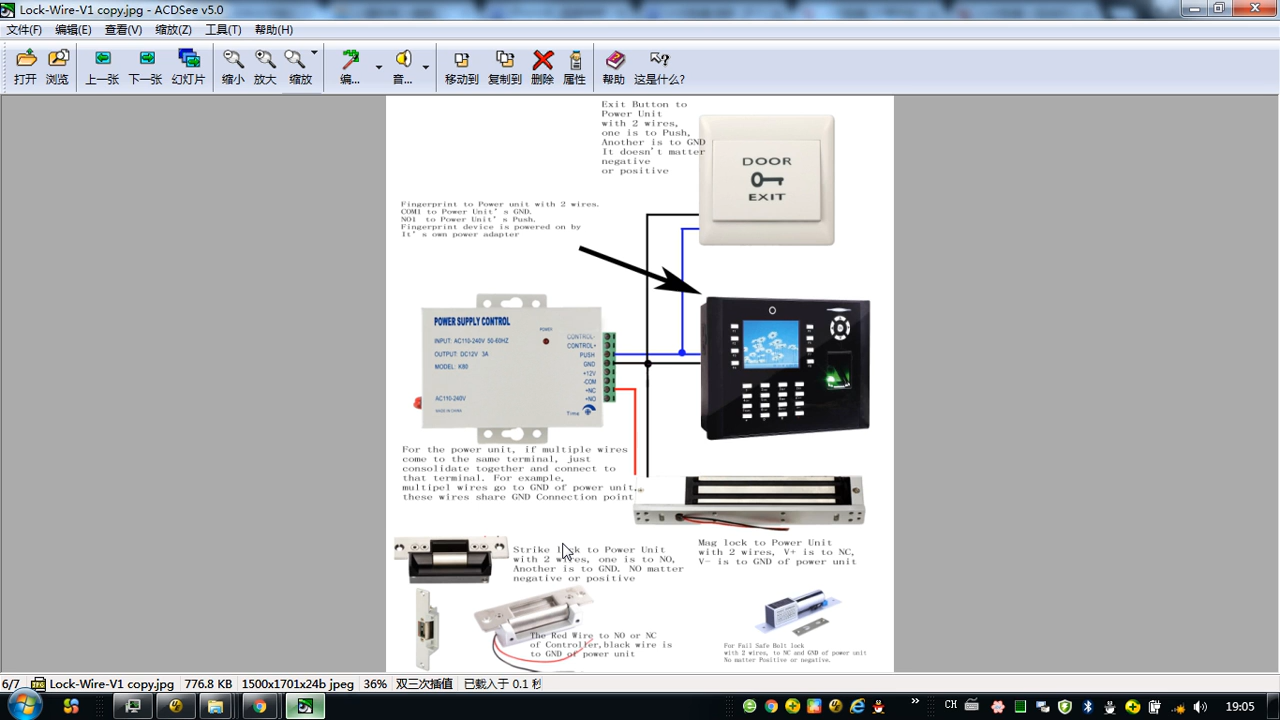 Lock-Wire-V1 copy.jpg - ACDSee v5.0
文件(F) 编辑(E) 查看(V) 缩放(Z) 工具(T) 帮助(H)
打开 浏览 上一张 下一张 幻灯片 缩小 放大 缩放 编... 音... 移动到 复制到 删除 属性 帮助 这是什么?
Exit Button to
Power Unit
with 2 wires,
one is to Push,
Another is to GND
It doesn't matter
negative
or positive
DOOR
EXIT
Fingerprint to Power unit with 2 wires.
COM1 to Power Unit's GND.
NO1 to Power Unit's Push.
Fingerprint device is powered on by
It's own power adapter
POWER SUPPLY CONTROL
INPUT: AC110-240V 50-60HZ
OUTPUT: DC12V 3A
MODEL: K80
AC110-240V
MADE IN CHINA
POWER
CONTROL-
CONTROL+
PUSH
GND
+12V
-COM
+NC
+NO
Time
For the power unit, if multiple wires
come to the same terminal, just
consolidate together and connect to
that terminal. For example,
multipel wires go to GND of power unit,
these wires share GND Connection point
Strike lock to Power Unit
with 2 wires, one is to NO,
Another is to GND. NO matter
negative or positive
Mag lock to Power Unit
with 2 wires, V+ is to NC,
V- is to GND of power unit
The Red Wire to NO or NC
of Controller,black wire is
to GND of power unit
For Fail Safe Bolt lock
with 2 wires, to NC and GND of power unit
No matter Positive or negative.
6/7 Lock-Wire-V1 copy.jpg 776.8 KB 1500x1701x24b jpeg 36% 双三次插值 已载入于 0.1 秒
CH 19:05